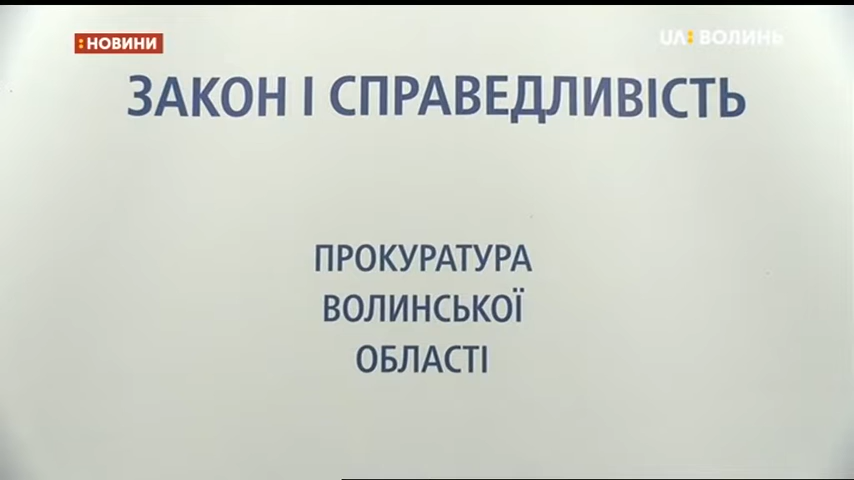 :НОВИНИ
UA: ВОЛИНЬ
ЗАКОН І СПРАВЕДЛИВІСТЬ
ПРОКУРАТУРА
ВОЛИНСЬКОЇ
ОБЛАСТІ